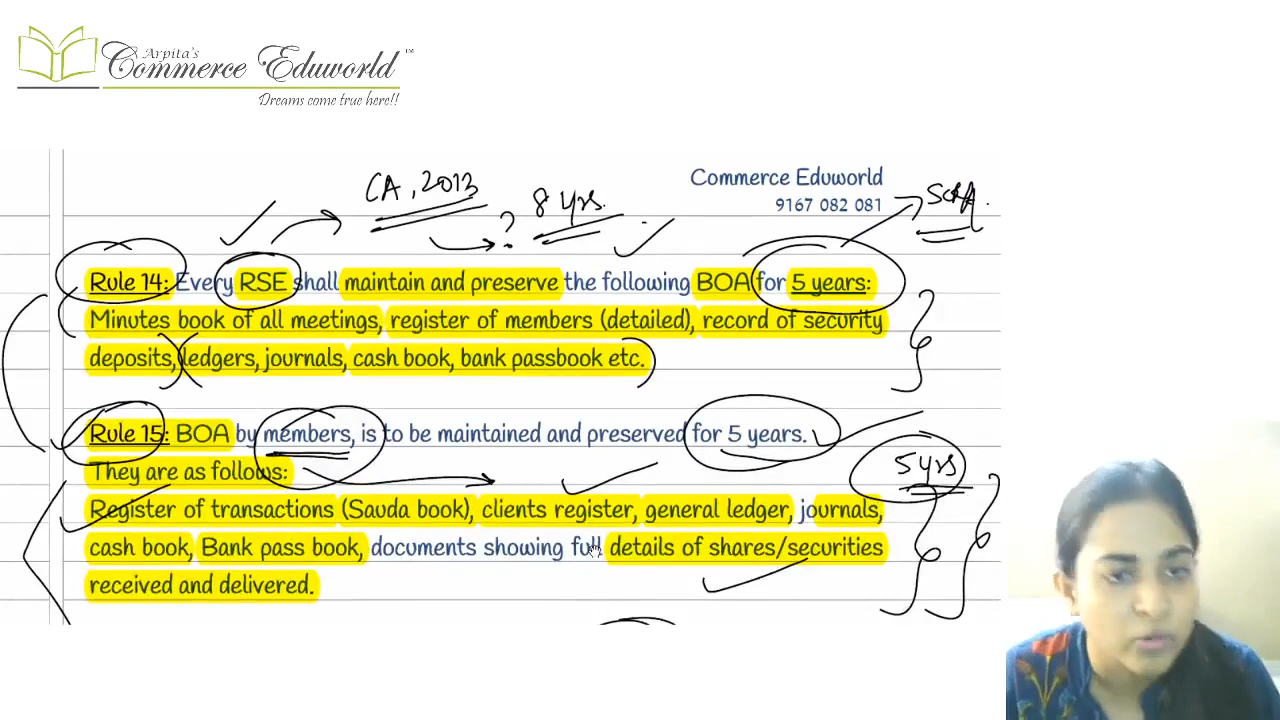 Arpita's
Commerce Eduworld™
Dreams come true here!!
Commerce Eduworld
9167 082 081
CA, 2013
8 yrs.
?
Rule 14: Every RSE shall maintain and preserve the following BOA for 5 years:
Minutes book of all meetings, register of members (detailed), record of security
deposits, ledgers, journals, cash book, bank passbook etc.
Rule 15: BOA by members, is to be maintained and preserved for 5 years.
They are as follows:
5 yrs
Register of transactions (Sauda book), clients register, general ledger, journals,
cash book, Bank pass book, documents showing full details of shares/securities
received and delivered.